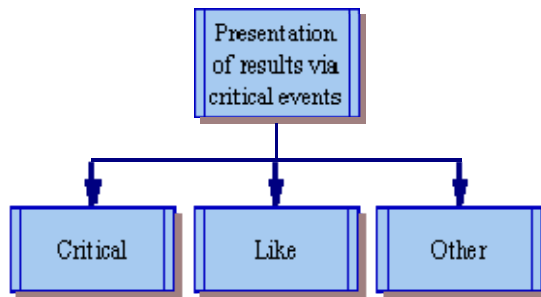 Presentation
of results via
critical events
Critical
Like
Other